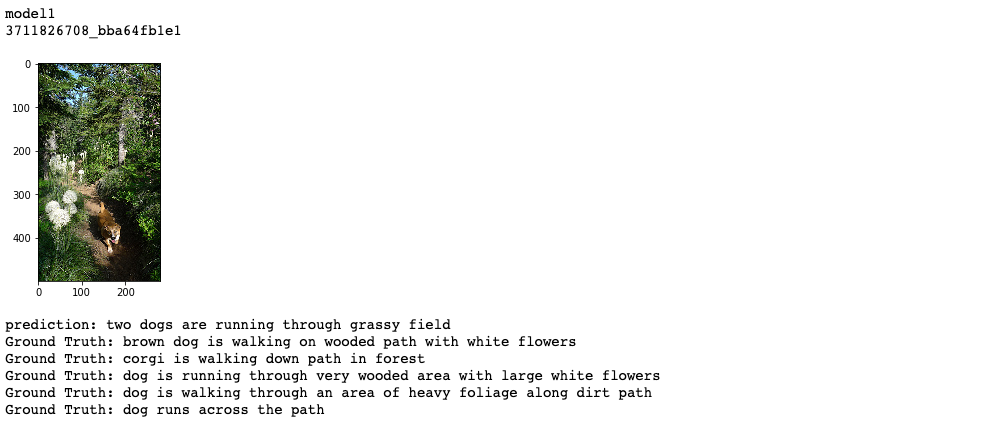 model1
3711826708_bba64fb1e1
0
100
200
300
400
0 100 200
prediction: two dogs are running through grassy field
Ground Truth: brown dog is walking on wooded path with white flowers
Ground Truth: corgi is walking down path in forest
Ground Truth: dog is running through very wooded area with large white flowers
Ground Truth: dog is walking through an area of heavy foliage along dirt path
Ground Truth: dog runs across the path